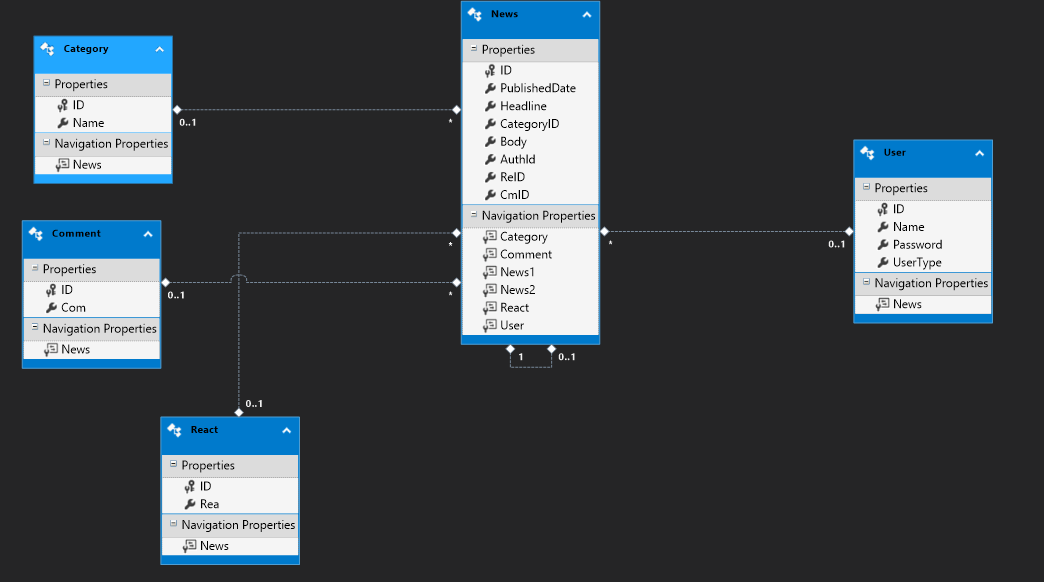 News
Properties
ID
PublishedDate
Headline
CategoryID
Body
AuthId
ReID
CmID
Navigation Properties
Category
Comment
News1
News2
React
User
1
0..1
Category
Properties
ID
Name
Navigation Properties
News
0..1
*
Comment
Properties
ID
Com
Navigation Properties
News
0..1
*
*
0..1
React
Properties
ID
Rea
Navigation Properties
News
*
0..1
User
Properties
ID
Name
Password
UserType
Navigation Properties
News